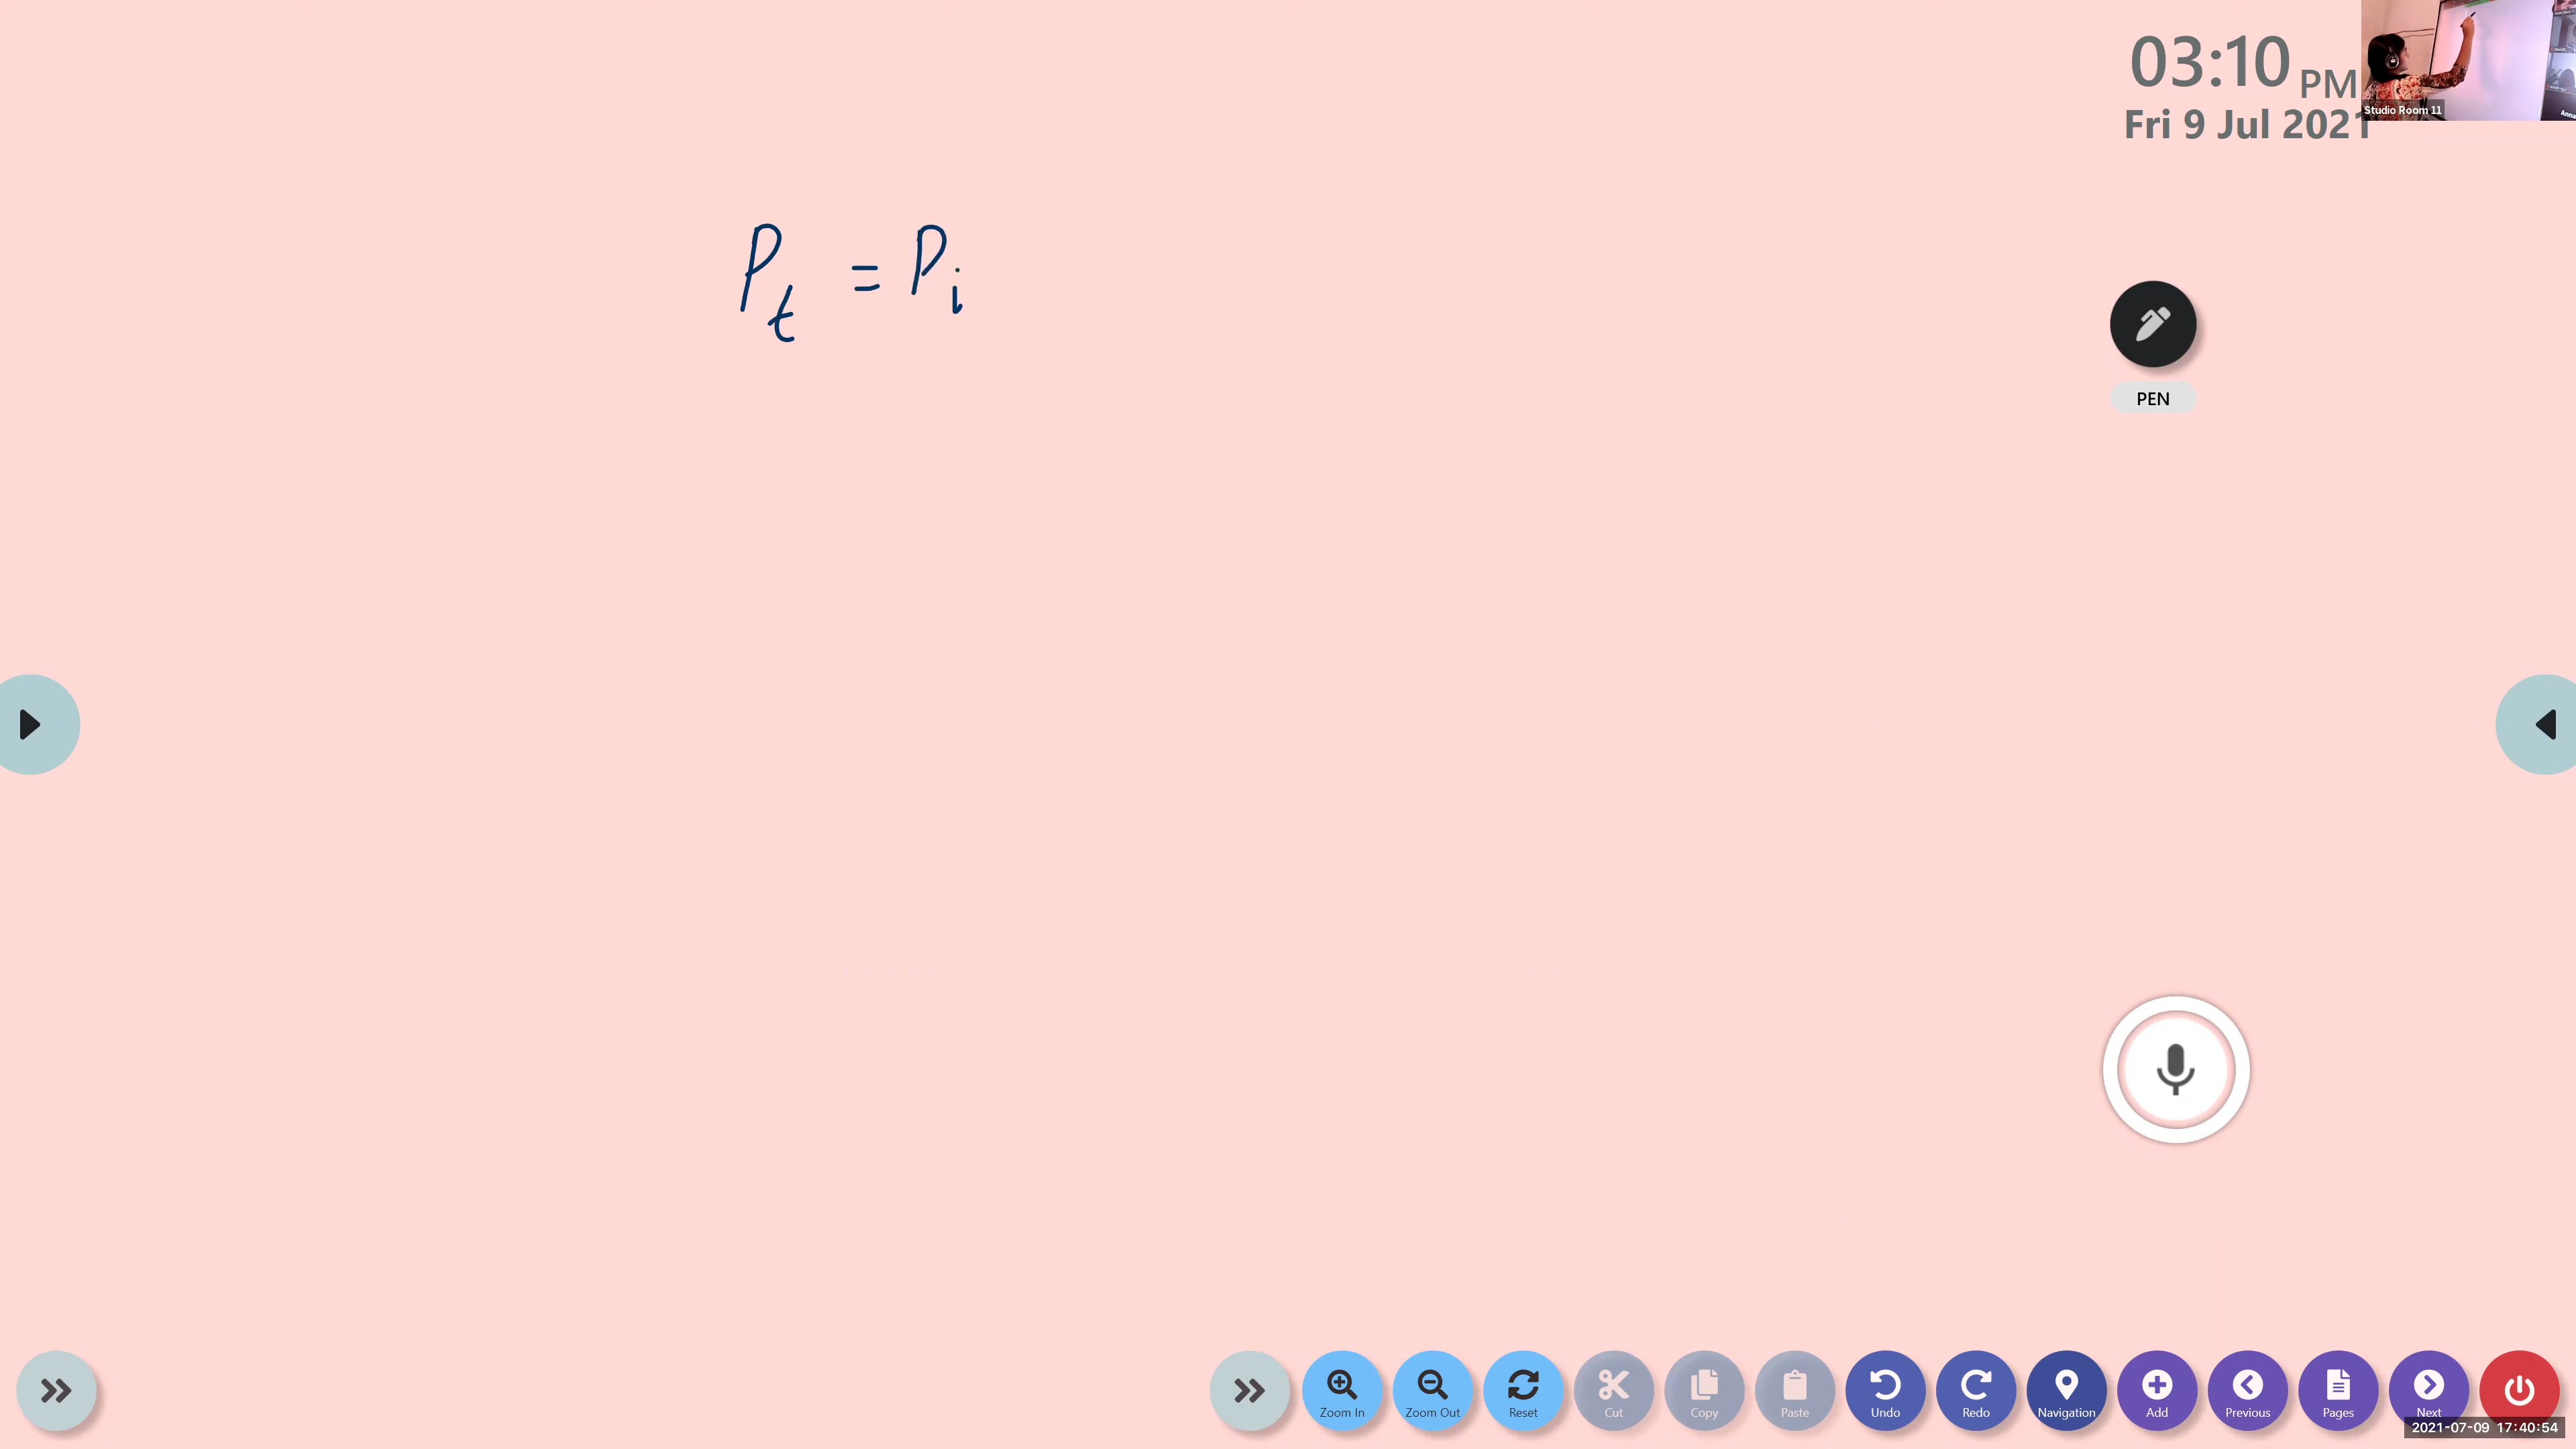 03:10 PM
Studio Room 11
Anna
Fri 9 Jul 2021
P_t = P_i
PEN
Zoom In
Zoom Out
Reset
Cut
Copy
Paste
Undo
Redo
Navigation
Add
Previous
Pages
Next
2021-07-09 17:40:54